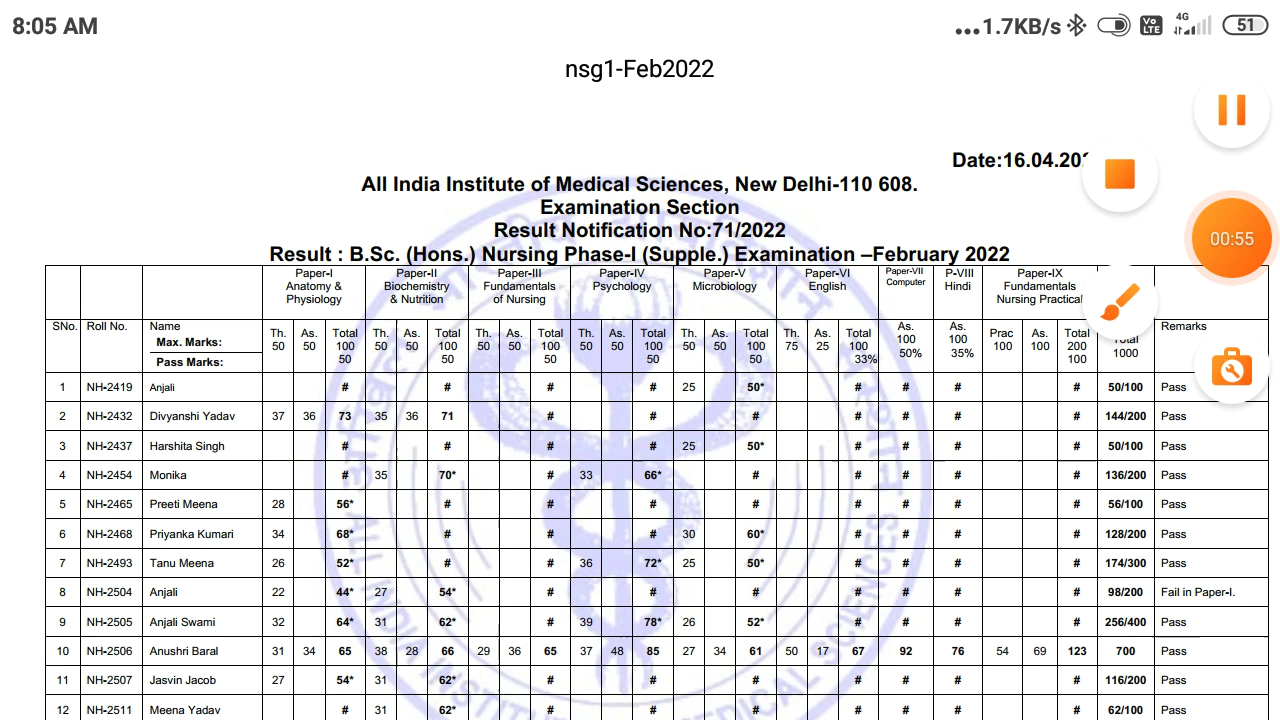 8:05 AM
...1.7KB/s Vo LTE 4G 51
nsg1-Feb2022
Date:16.04.202
All India Institute of Medical Sciences, New Delhi-110 608.
Examination Section
Result Notification No:71/2022
Result : B.Sc. (Hons.) Nursing Phase-I (Supple.) Examination –February 2022
00:55
Paper-I Anatomy & Physiology Paper-II Biochemistry & Nutrition Paper-III Fundamentals of Nursing Paper-IV Psychology Paper-V Microbiology Paper-VI English Paper-VII Computer P-VIII Hindi Paper-IX Fundamentals Nursing Practical
SNo. Roll No. Name Max. Marks: Pass Marks: Th. 50 As. 50 Total 100 50 Th. 50 As. 50 Total 100 50 Th. 50 As. 50 Total 100 50 Th. 50 As. 50 Total 100 50 Th. 50 As. 50 Total 100 50 Th. 75 As. 25 Total 100 33% As. 100 50% As. 100 35% Prac 100 As. 100 Total 200 100 Total 1000 Remarks
1 NH-2419 Anjali # # # # 25 50* # # # # 50/100 Pass
2 NH-2432 Divyanshi Yadav 37 36 73 35 36 71 # # # # # # # 144/200 Pass
3 NH-2437 Harshita Singh # # # # 25 50* # # # # 50/100 Pass
4 NH-2454 Monika # 35 70* # 33 66* # # # # # 136/200 Pass
5 NH-2465 Preeti Meena 28 56* # # # # # # # # 56/100 Pass
6 NH-2468 Priyanka Kumari 34 68* # # # 30 60* # # # # 128/200 Pass
7 NH-2493 Tanu Meena 26 52* # # 36 72* 25 50* # # # # 174/300 Pass
8 NH-2504 Anjali 22 44* 27 54* # # # # # # # 98/200 Fail in Paper-I.
9 NH-2505 Anjali Swami 32 64* 31 62* # 39 78* 26 52* # # # # 256/400 Pass
10 NH-2506 Anushri Baral 31 34 65 38 28 66 29 36 65 37 48 85 27 34 61 50 17 67 92 76 54 69 123 700 Pass
11 NH-2507 Jasvin Jacob 27 54* 31 62* # # # # # # # 116/200 Pass
12 NH-2511 Meena Yadav # 31 62* # # # # # # # 62/100 Pass